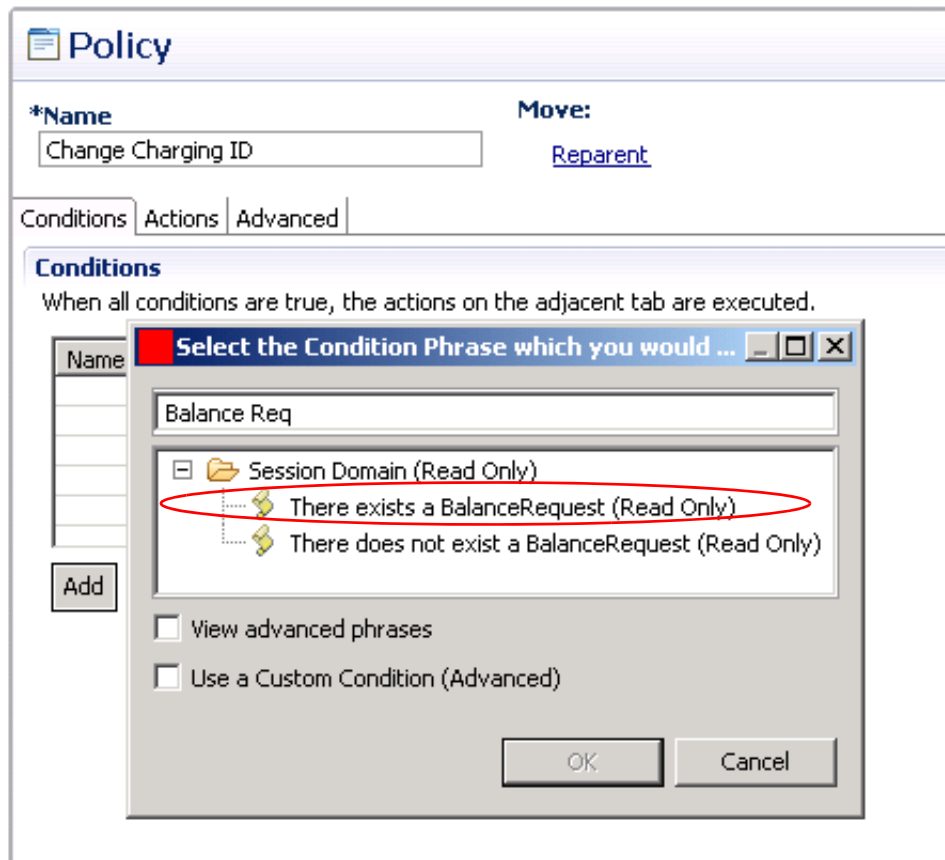 Policy
*Name
Move:
Change Charging ID
Reparent
Conditions Actions Advanced
Conditions
When all conditions are true, the actions on the adjacent tab are executed.
Name
Select the Condition Phrase which you would ...
Balance Req
Session Domain (Read Only)
There exists a BalanceRequest (Read Only)
There does not exist a BalanceRequest (Read Only)
Add
View advanced phrases
Use a Custom Condition (Advanced)
OK Cancel